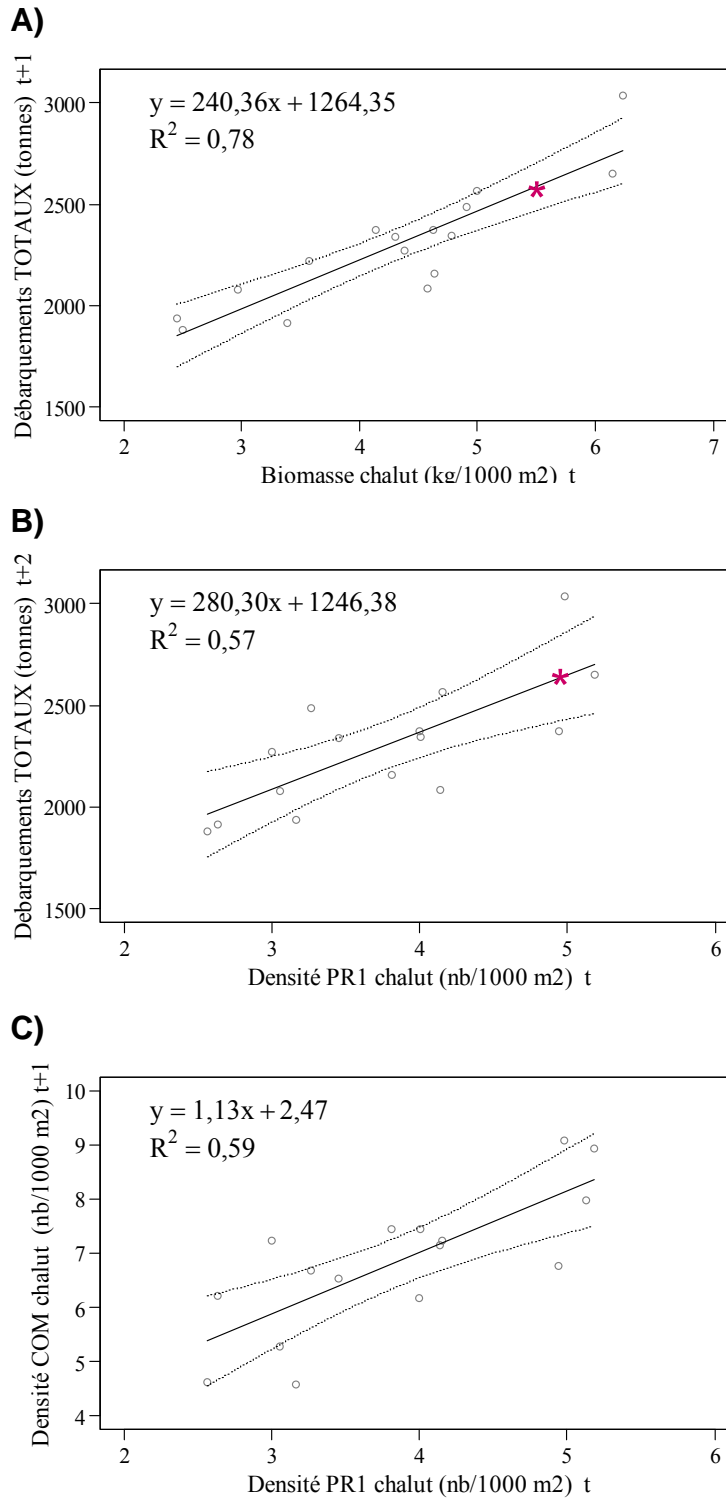 A)
Débarquements TOTAUX (tonnes) t+1
y = 240,36x + 1264,35
R² = 0,78
3000
2500
2000
1500
2 3 4 5 6 7
Biomasse chalut (kg/1000 m2) t
B)
Débarquements TOTAUX (tonnes) t+2
y = 280,30x + 1246,38
R² = 0,57
3000
2500
2000
1500
2 3 4 5 6
Densité PR1 chalut (nb/1000 m2) t
C)
Densité COM chalut (nb/1000 m2) t+1
y = 1,13x + 2,47
R² = 0,59
10
9
8
7
6
5
4
2 3 4 5 6
Densité PR1 chalut (nb/1000 m2) t